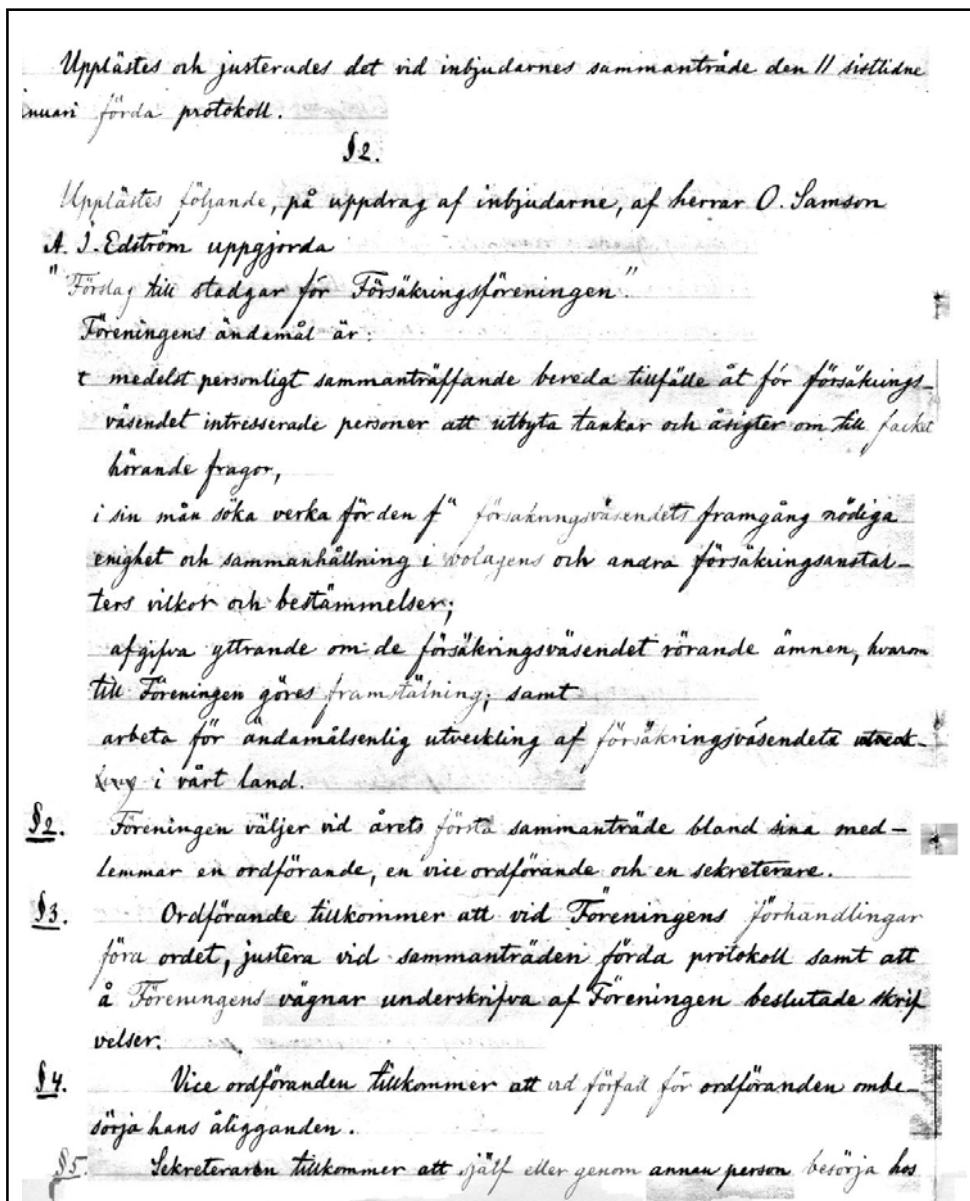 Upplästes och justerades det vid inbjudarnes sammanträde den 11 sistlidne
nuari förda protokoll.
§2.
Upplästes följande, på uppdrag af inbjudarne, af herrar O. Samson
A. I. Edström uppgjorda
"Förslag till stadgar för Försäkringsföreningen"
Föreningens ändamål är:
t medelst personligt sammanträffande bereda tillfälle åt för försäkrings-
väsendet intresserade personer att utbyta tankar och åsigter om till facket
hörande fragor,
i sin mån söka verka för den f" försäkringsväsendets framgång nödiga
enighet och sammanhållning i bolagens och andra försäkringsanstal-
ters vilkor och bestämmelser;
afgifva yttrande om de försäkringsväsendet rörande ämnen, hvarom
till Föreningen göres framstälning; samt
arbeta för ändamålsenlig utveckling af försäkringsväsendets utveck-
ling i vårt land.
§2. Föreningen väljer vid årets första sammanträde bland sina med-
lemmar en ordförande, en vice ordförande och en sekreterare.
§3. Ordförande tillkommer att vid Föreningens förhandlingar
föra ordet, justera vid sammanträden förda protokoll samt att
å Föreningens vägnar underskrifva af Föreningen beslutade skrif
velser.
§4. Vice ordföranden tillkommer att vid förfall för ordföranden ombe-
sörja hans åligganden.
§5. Sekreteraren tillkommer att sjelf eller genom annan person besörja hos